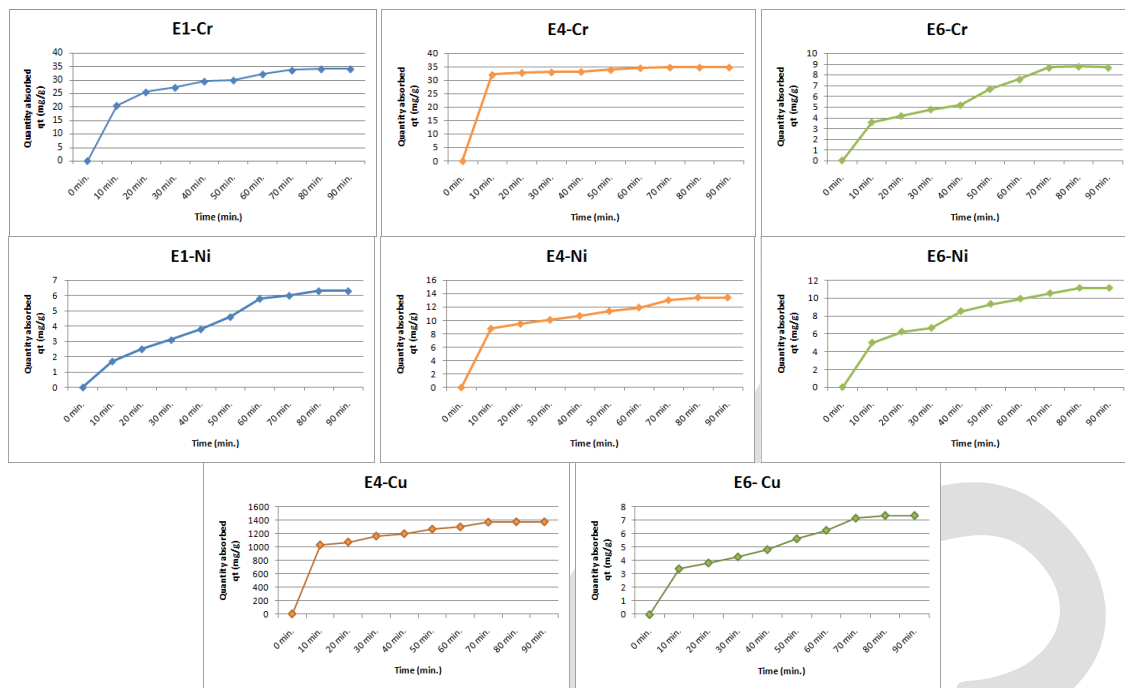 E1-Cr
Quantity absorbed
qt (mg/g)
40
35
30
25
20
15
10
5
0
0 min.
10 min.
20 min.
30 min.
40 min.
50 min.
60 min.
70 min.
80 min.
90 min.
Time (min.)
E4-Cr
Quantity absorbed
qt (mg/g)
40
35
30
25
20
15
10
5
0
0 min.
10 min.
20 min.
30 min.
40 min.
50 min.
60 min.
70 min.
80 min.
90 min.
Time (min.)
E6-Cr
Quantity absorbed
qt (mg/g)
10
9
8
7
6
5
4
3
2
1
0
0 min.
10 min.
20 min.
30 min.
40 min.
50 min.
60 min.
70 min.
80 min.
90 min.
Time (min.)
E1-Ni
Quantity absorbed
qt (mg/g)
7
6
5
4
3
2
1
0
0 min.
10 min.
20 min.
30 min.
40 min.
50 min.
60 min.
70 min.
80 min.
90 min.
Time (min.)
E4-Ni
Quantity absorbed
qt (mg/g)
16
14
12
10
8
6
4
2
0
0 min.
10 min.
20 min.
30 min.
40 min.
50 min.
60 min.
70 min.
80 min.
90 min.
Time (min.)
E6-Ni
Quantity absorbed
qt (mg/g)
12
10
8
6
4
2
0
0 min.
10 min.
20 min.
30 min.
40 min.
50 min.
60 min.
70 min.
80 min.
90 min.
Time (min.)
E4-Cu
Quantity absorbed
qt (mg/g)
1600
1400
1200
1000
800
600
400
200
0
0 min.
10 min.
20 min.
30 min.
40 min.
50 min.
60 min.
70 min.
80 min.
90 min.
Time (min.)
E6- Cu
Quantity absorbed
qt (mg/g)
8
7
6
5
4
3
2
1
0
0 min.
10 min.
20 min.
30 min.
40 min.
50 min.
60 min.
70 min.
80 min.
90 min.
Time (min.)